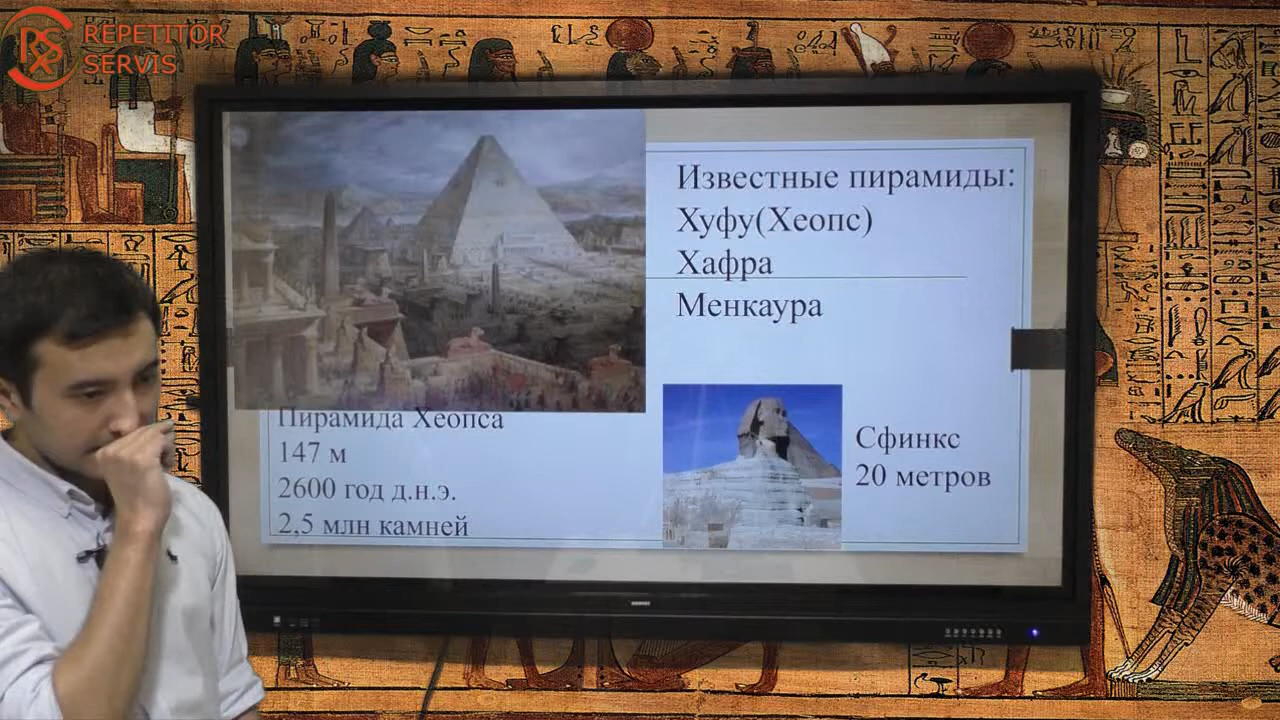 REPETITOR
SERVIS
Известные пирамиды:
Хуфу(Хеопс)
Хафра
Менкаура
Пирамида Хеопса
147 м
2600 год д.н.э.
2,5 млн камней
Сфинкс
20 метров